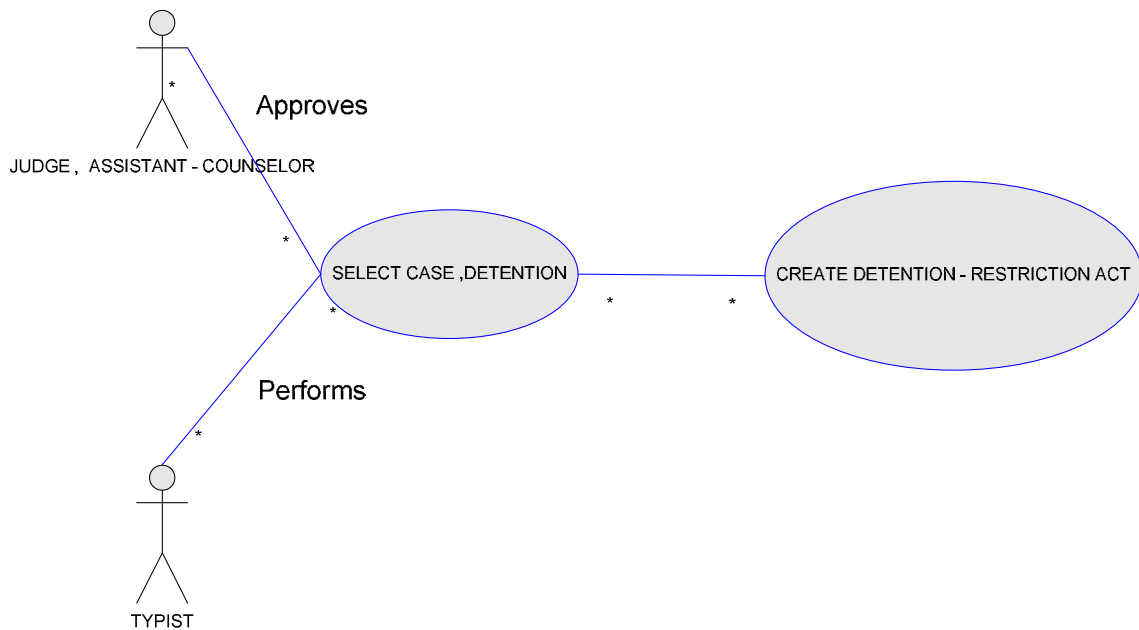 *
Approves
JUDGE , ASSISTANT - COUNSELOR
*
SELECT CASE ,DETENTION
CREATE DETENTION - RESTRICTION ACT
*
*
*
Performs
*
TYPIST